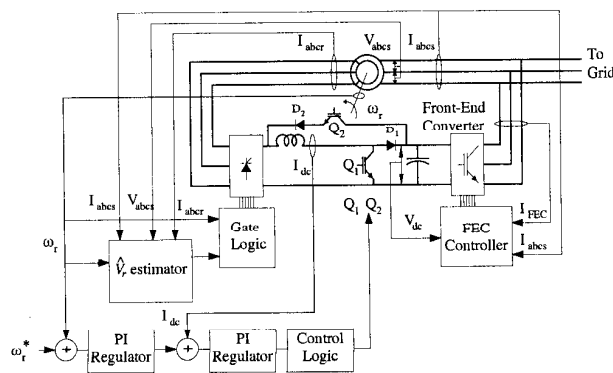 I abcr
V abcs
I abcs
To
Grid
ω r
D 2
Q 2
D 1
Front-End
Converter
I dc
Q 1
Q 1 Q 2
V dc
I FEC
I abcs
I abcs
V abcs
I abcr
Gate
Logic
FEC
Controller
ω r
V̂ r estimator
I dc
ω r *
+
PI
Regulator
+
PI
Regulator
Control
Logic